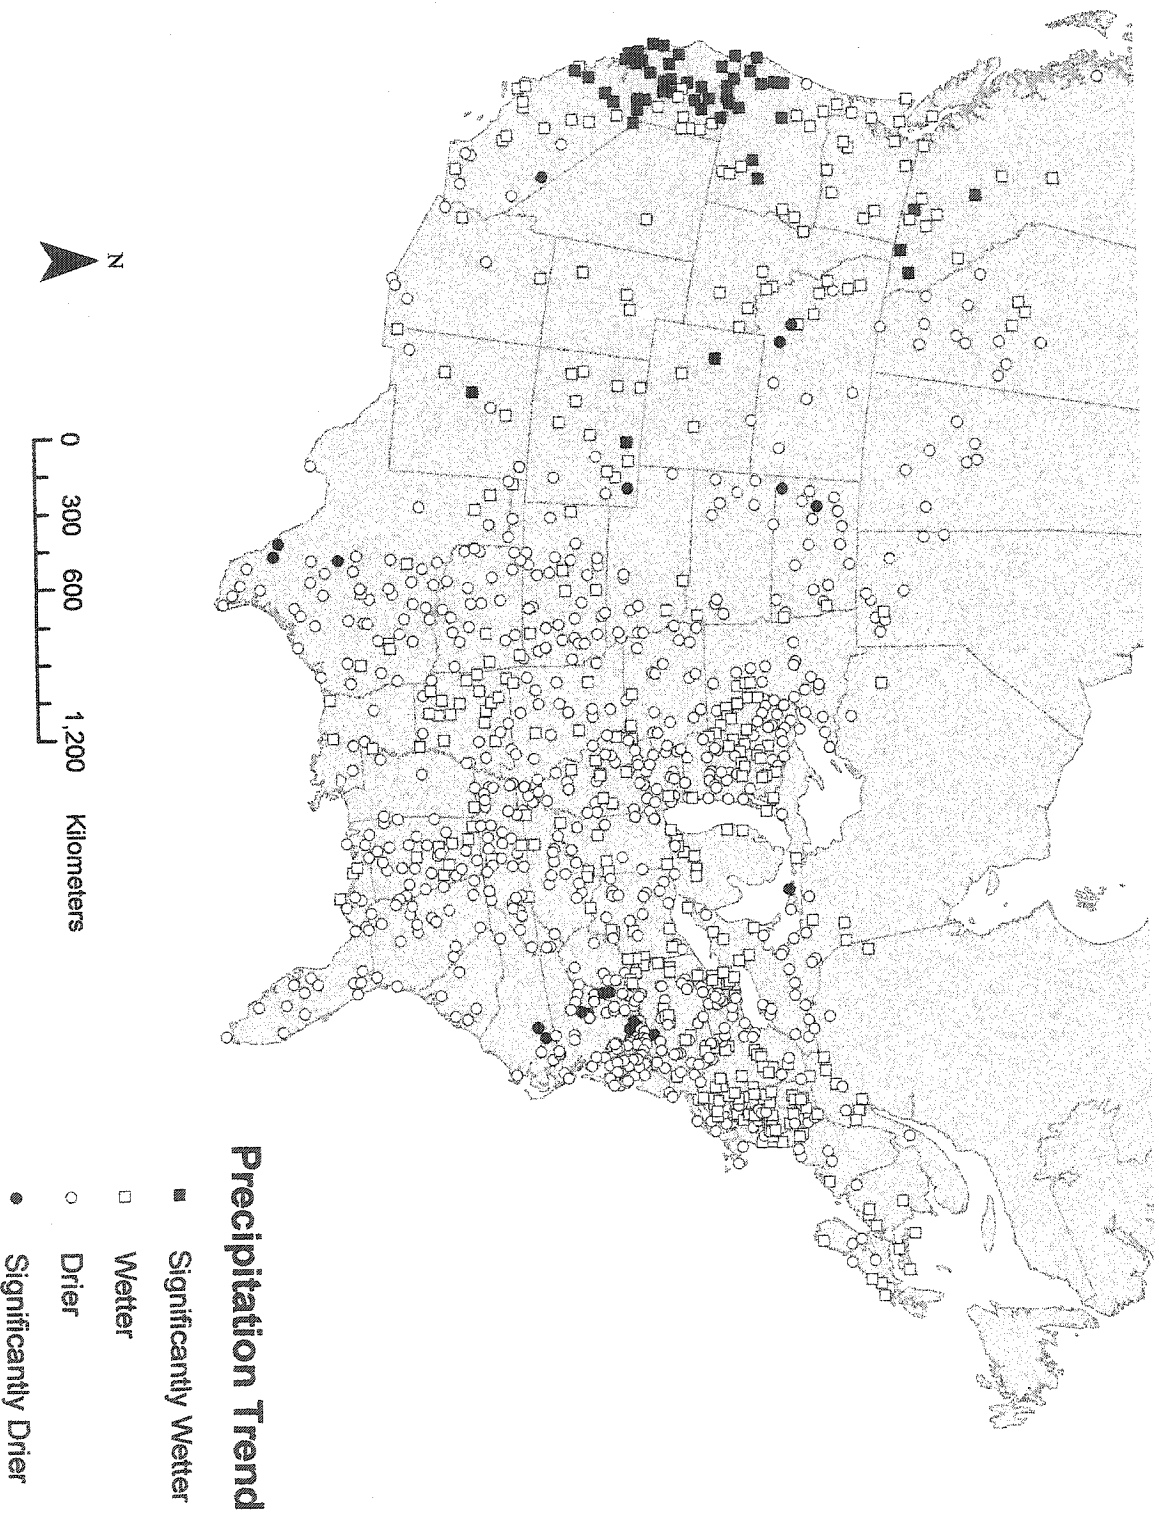 N
0 300 600 1,200 Kilometers
Precipitation Trend
Significantly Wetter
Wetter
Drier
Significantly Drier